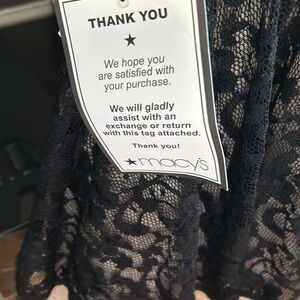 THANK YOU
★
We hope you
are satisfied with
your purchase.
We will gladly
assist with an
exchange or return
with this tag attached.
Thank you!
★macy's